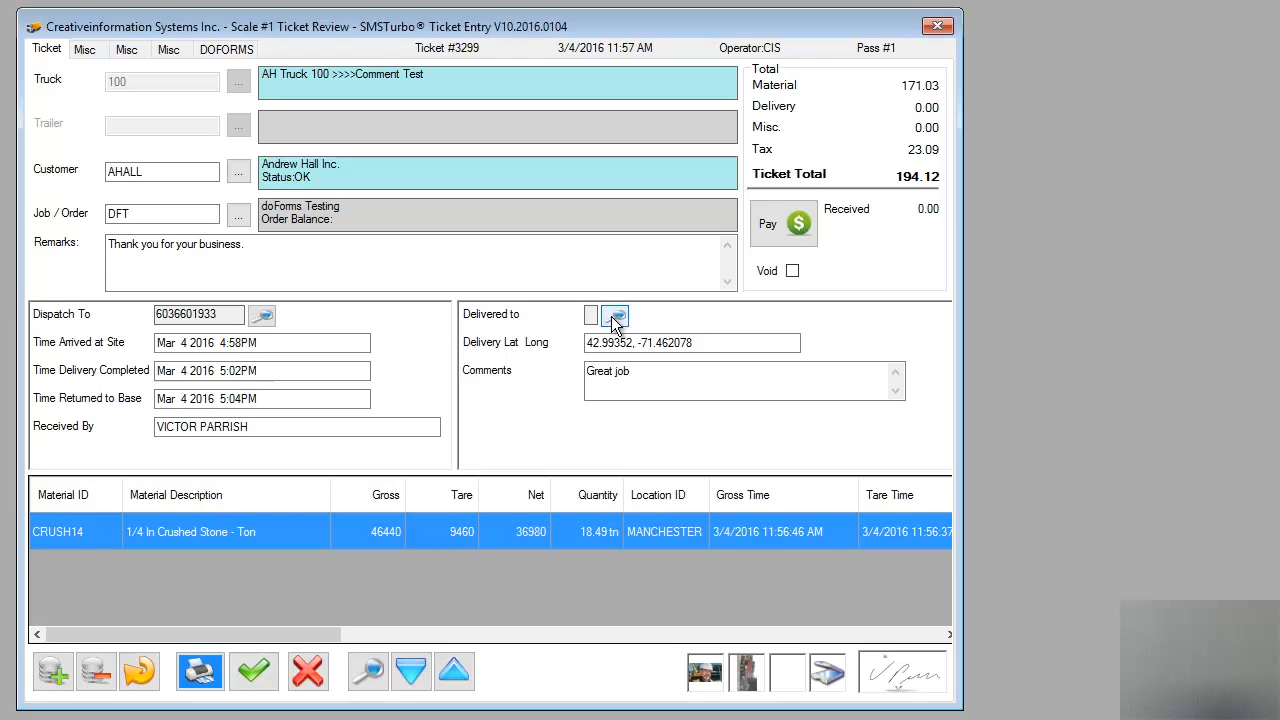 Creativeinformation Systems Inc. - Scale #1 Ticket Review - SMSTurbo® Ticket Entry V10.2016.0104
Ticket Misc Misc Misc DOFORMS Ticket #3299 3/4/2016 11:57 AM Operator:CIS Pass #1
Truck 100 ... AH Truck 100 >>>>Comment Test
Trailer ...
Customer AHALL ... Andrew Hall Inc.
Status:OK
Job / Order DFT ... doForms Testing
Order Balance:
Remarks: Thank you for your business.
Total
Material 171.03
Delivery 0.00
Misc. 0.00
Tax 23.09
Ticket Total 194.12
Pay $ Received 0.00
Void
Dispatch To 6036601933
Time Arrived at Site Mar 4 2016 4:58PM
Time Delivery Completed Mar 4 2016 5:02PM
Time Returned to Base Mar 4 2016 5:04PM
Received By VICTOR PARRISH
Delivered to
Delivery Lat Long 42.99352, -71.462078
Comments Great job
Material ID Material Description Gross Tare Net Quantity Location ID Gross Time Tare Time
CRUSH14 1/4 In Crushed Stone - Ton 46440 9460 36980 18.49 tn MANCHESTER 3/4/2016 11:56:46 AM 3/4/2016 11:56:37